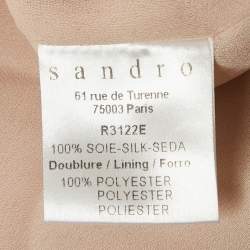 sandro
61 rue de Turenne
75003 Paris
R3122E
100% SOIE-SILK-SEDA
Doublure / Lining / Forro
100% POLYESTER
POLYESTER
POLIESTER